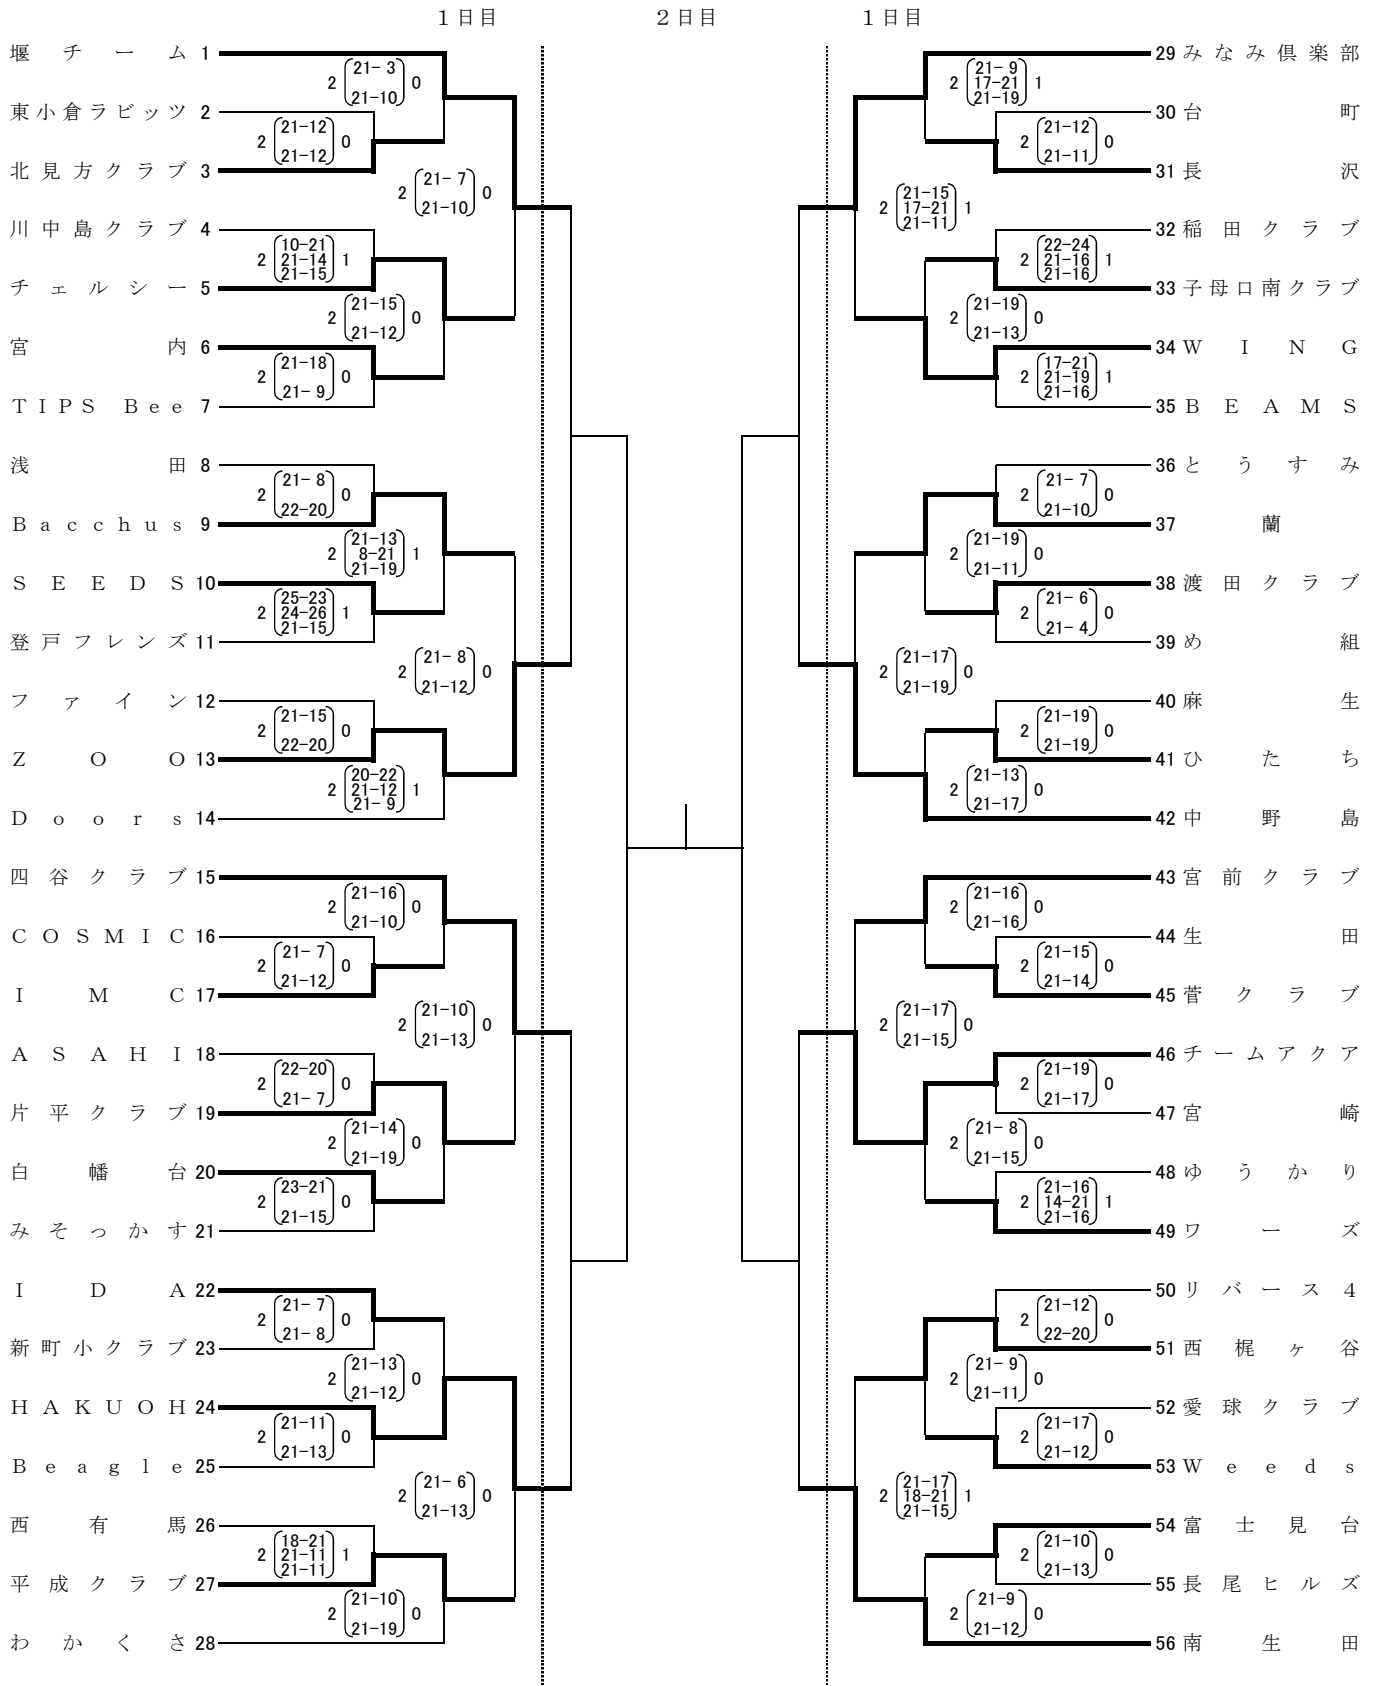 １日目 ２日目 １日目
堰チーム 1
2 21-3 21-10 0
東小倉ラビッツ 2
2 21-12 21-12 0
北見方クラブ 3
2 21-7 21-10 0
川中島クラブ 4
2 10-21 21-14 21-15 1
チェルシー 5
2 21-15 21-12 0
宮内 6
2 21-18 21-9 0
ＴＩＰＳ Ｂｅｅ 7
浅田 8
2 21-8 22-20 0
Ｂａｃｃｈｕｓ 9
2 21-13 8-21 21-19 1
ＳＥＥＤＳ 10
2 25-23 24-26 21-15 1
登戸フレンズ 11
2 21-8 21-12 0
ファイン 12
2 21-15 22-20 0
ＺＯＯ 13
2 20-22 21-12 21-9 1
Ｄｏｏｒｓ 14
四谷クラブ 15
2 21-16 21-10 0
ＣＯＳＭＩＣ 16
2 21-7 21-12 0
ＩＭＣ 17
2 21-10 21-13 0
ＡＳＡＨＩ 18
2 22-20 21-7 0
片平クラブ 19
2 21-14 21-19 0
白幡台 20
2 23-21 21-15 0
みそっかす 21
ＩＤＡ 22
2 21-7 21-8 0
新町小クラブ 23
2 21-13 21-12 0
ＨＡＫＵＯＨ 24
2 21-11 21-13 0
Ｂｅａｇｌｅ 25
2 21-6 21-13 0
西有馬 26
2 18-21 21-11 21-11 1
平成クラブ 27
2 21-10 21-19 0
わかくさ 28
29 みなみ倶楽部
2 21-9 17-21 21-19 1
30 台町
2 21-12 21-11 0
31 長沢
2 21-15 17-21 21-11 1
32 稲田クラブ
2 22-24 21-16 21-16 1
33 子母口南クラブ
2 21-19 21-13 0
34 ＷＩＮＧ
2 17-21 21-19 21-16 1
35 ＢＥＡＭＳ
36 とうすみ
2 21-7 21-10 0
37 蘭
2 21-19 21-11 0
38 渡田クラブ
2 21-6 21-4 0
39 め組
2 21-17 21-19 0
40 麻生
2 21-19 21-19 0
41 ひたち
2 21-13 21-17 0
42 中野島
43 宮前クラブ
2 21-16 21-16 0
44 生田
2 21-15 21-14 0
45 菅クラブ
2 21-17 21-15 0
46 チームアクア
2 21-19 21-17 0
47 宮崎
2 21-8 21-15 0
48 ゆうかり
2 21-16 14-21 21-16 1
49 ワーズ
50 リバース４
2 21-12 22-20 0
51 西梶ヶ谷
2 21-9 21-11 0
52 愛球クラブ
2 21-17 21-12 0
53 Ｗｅｅｄｓ
2 21-17 18-21 21-15 1
54 富士見台
2 21-10 21-13 0
55 長尾ヒルズ
2 21-9 21-12 0
56 南生田